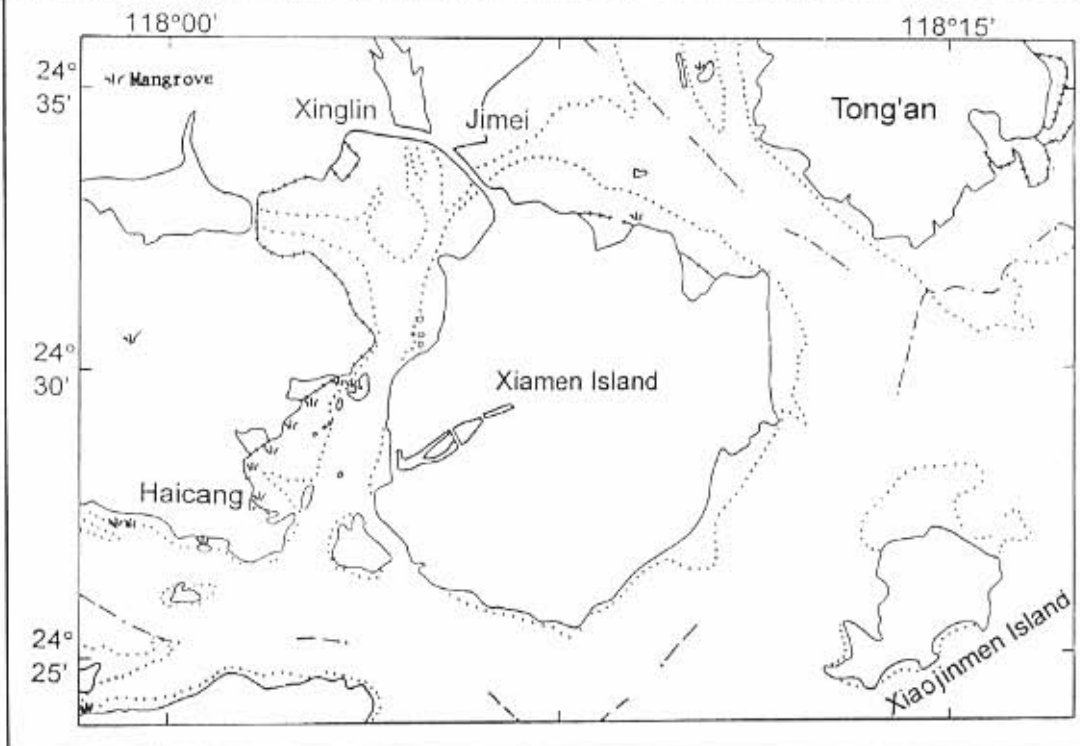 118°00'
118°15'
24°
35'
Mangrove
Xinglin
Jimei
Tong'an
24°
30'
Xiamen Island
Haicang
24°
25'
Xiaojinmen Island